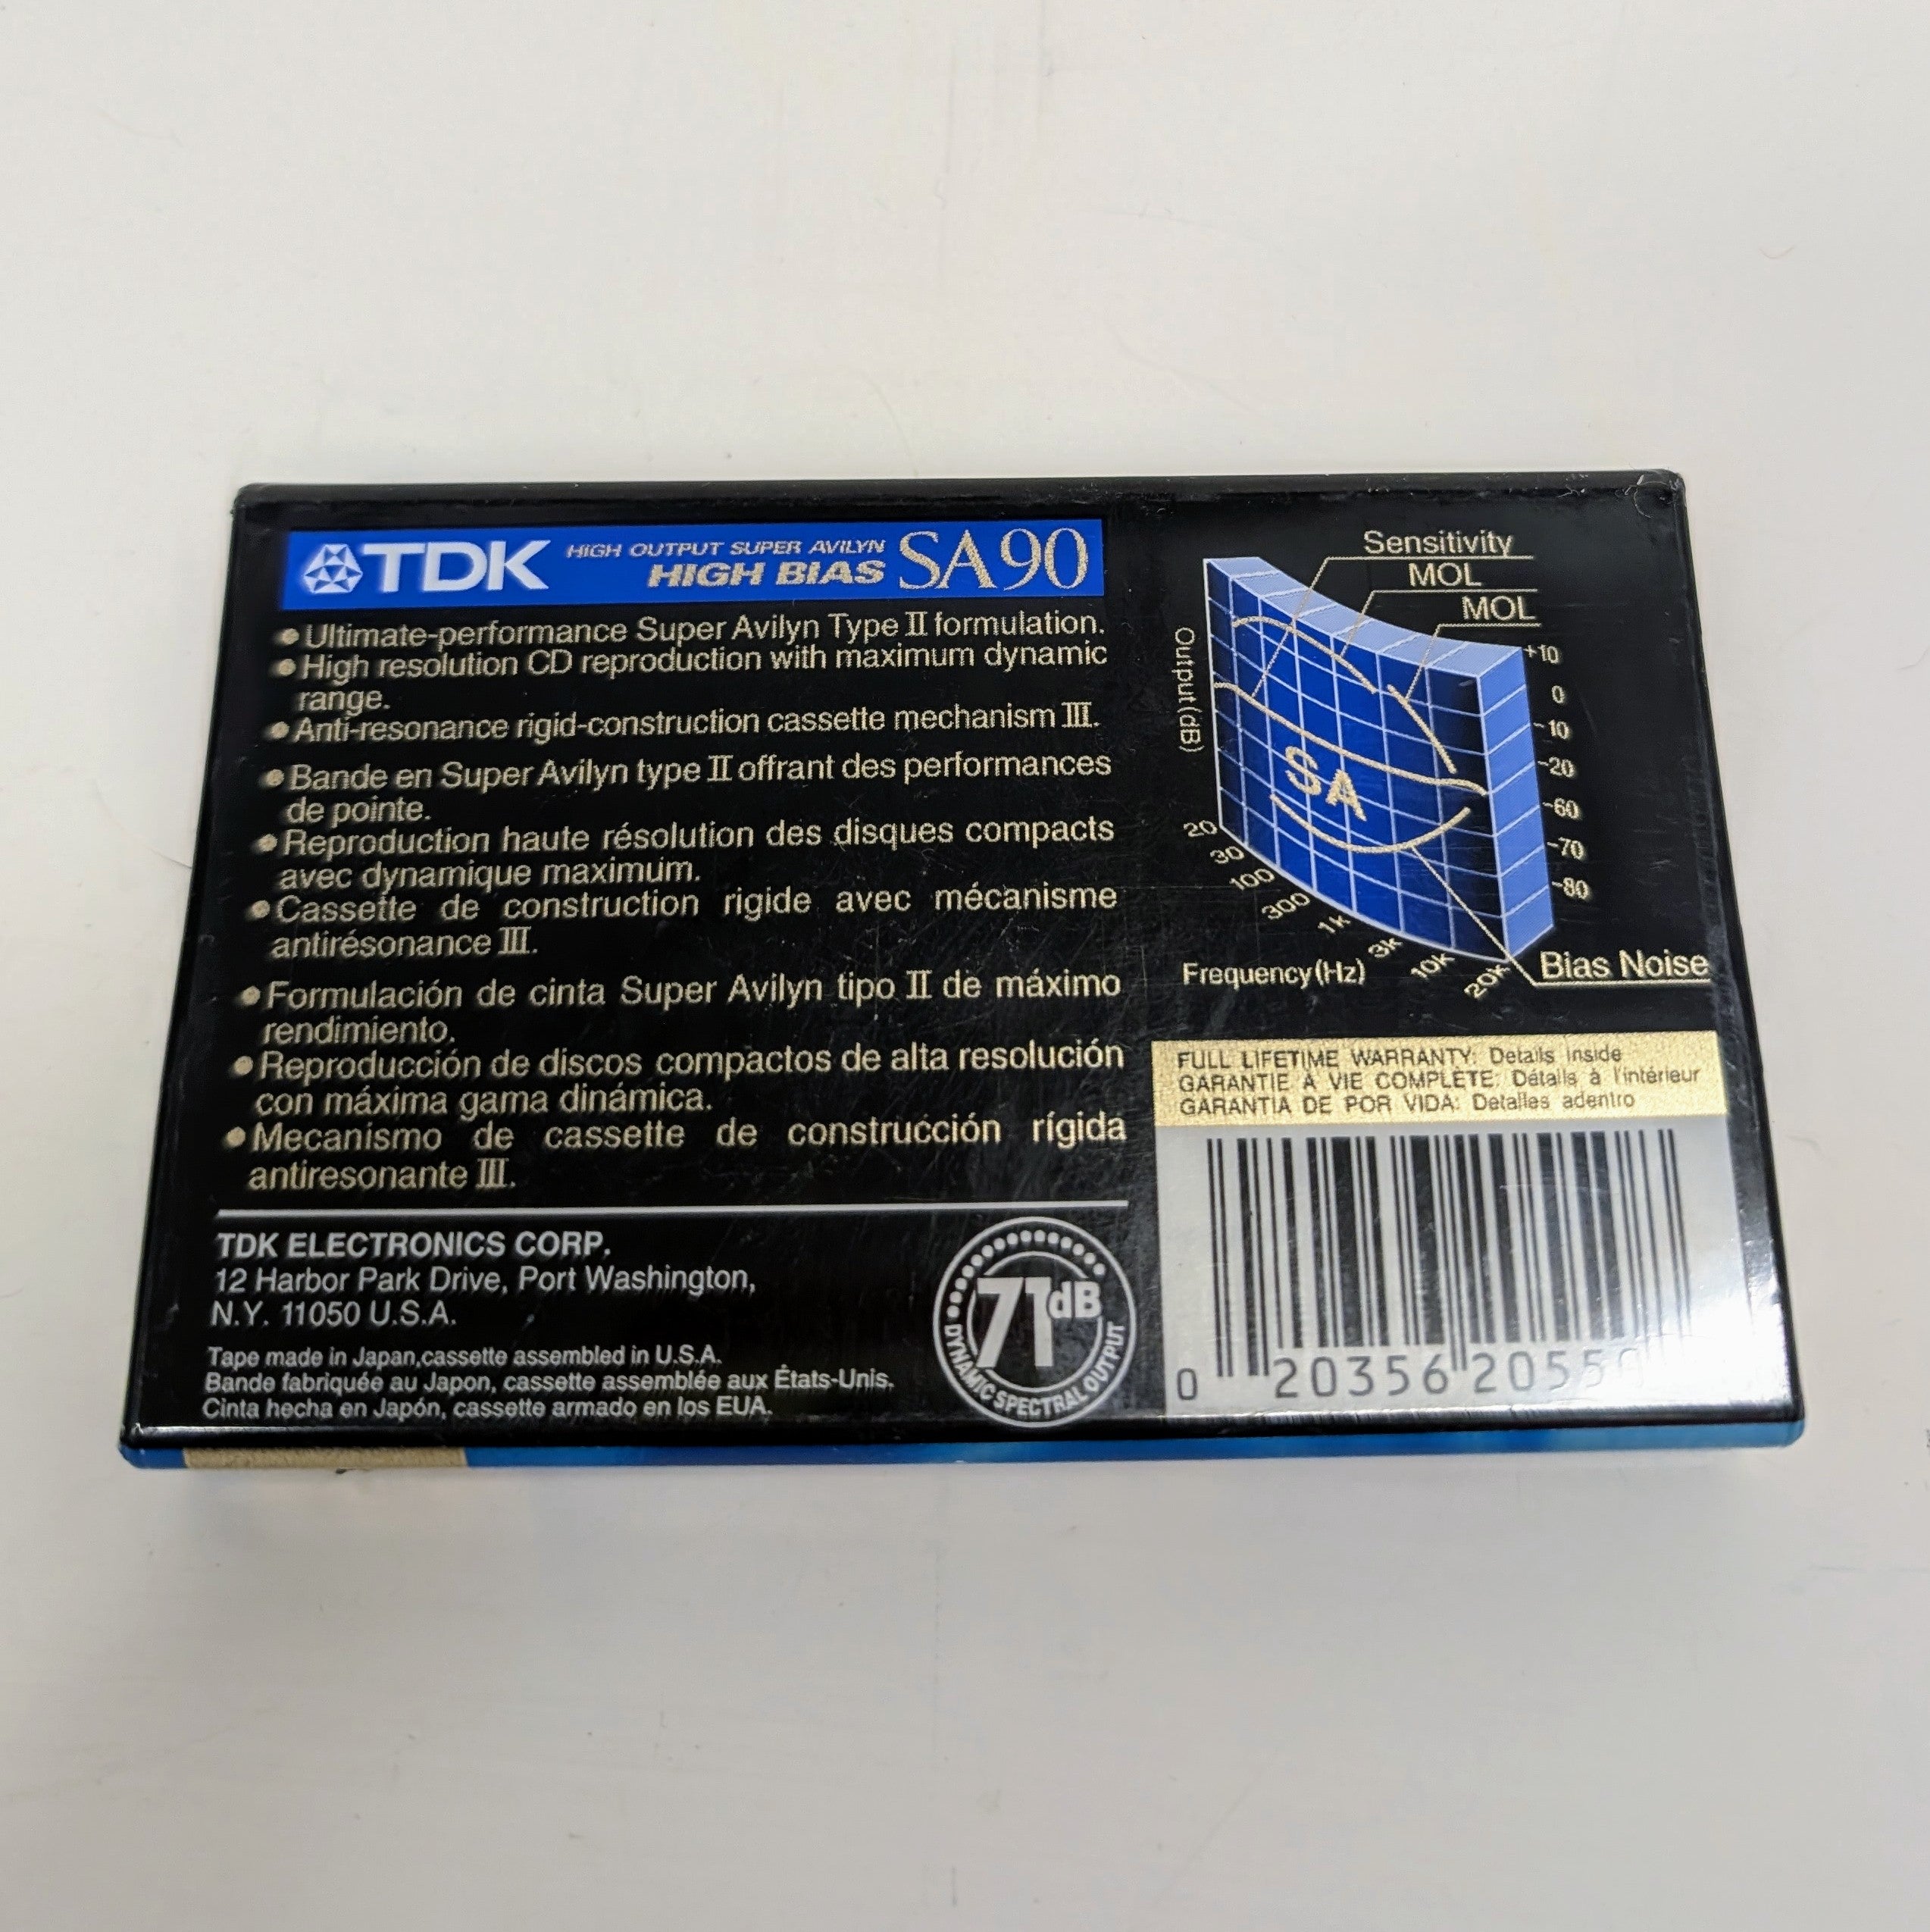 TDK HIGH OUTPUT SUPER AVILYN
HIGH BIAS SA90
• Ultimate-performance Super Avilyn Type II formulation.
• High resolution CD reproduction with maximum dynamic
range.
• Anti-resonance rigid-construction cassette mechanism III.
• Bande en Super Avilyn type II offrant des performances
de pointe.
• Reproduction haute résolution des disques compacts
avec dynamique maximum.
• Cassette de construction rigide avec mécanisme
antirésonance III.
• Formulación de cinta Super Avilyn tipo II de máximo
rendimiento.
• Reproducción de discos compactos de alta resolución
con máxima gama dinámica.
• Mecanismo de cassette de construcción rígida
antiresonante III.
TDK ELECTRONICS CORP.
12 Harbor Park Drive, Port Washington,
N.Y. 11050 U.S.A.
Tape made in Japan,cassette assembled in U.S.A.
Bande fabriquée au Japon, cassette assemblée aux États-Unis.
Cinta hecha en Japón, cassette armado en los EUA.
71dB
DYNAMIC SPECTRAL OUTPUT
Sensitivity
MOL
MOL
Output(dB)
+10
0
-10
-20
-60
-70
-80
SA
20
30
100
300
1k
3k
10k
20k
Frequency(Hz)
Bias Noise
FULL LIFETIME WARRANTY: Details inside
GARANTIE À VIE COMPLÈTE: Détails à l'intérieur
GARANTIA DE POR VIDA: Detalles adentro
0 20356 20550